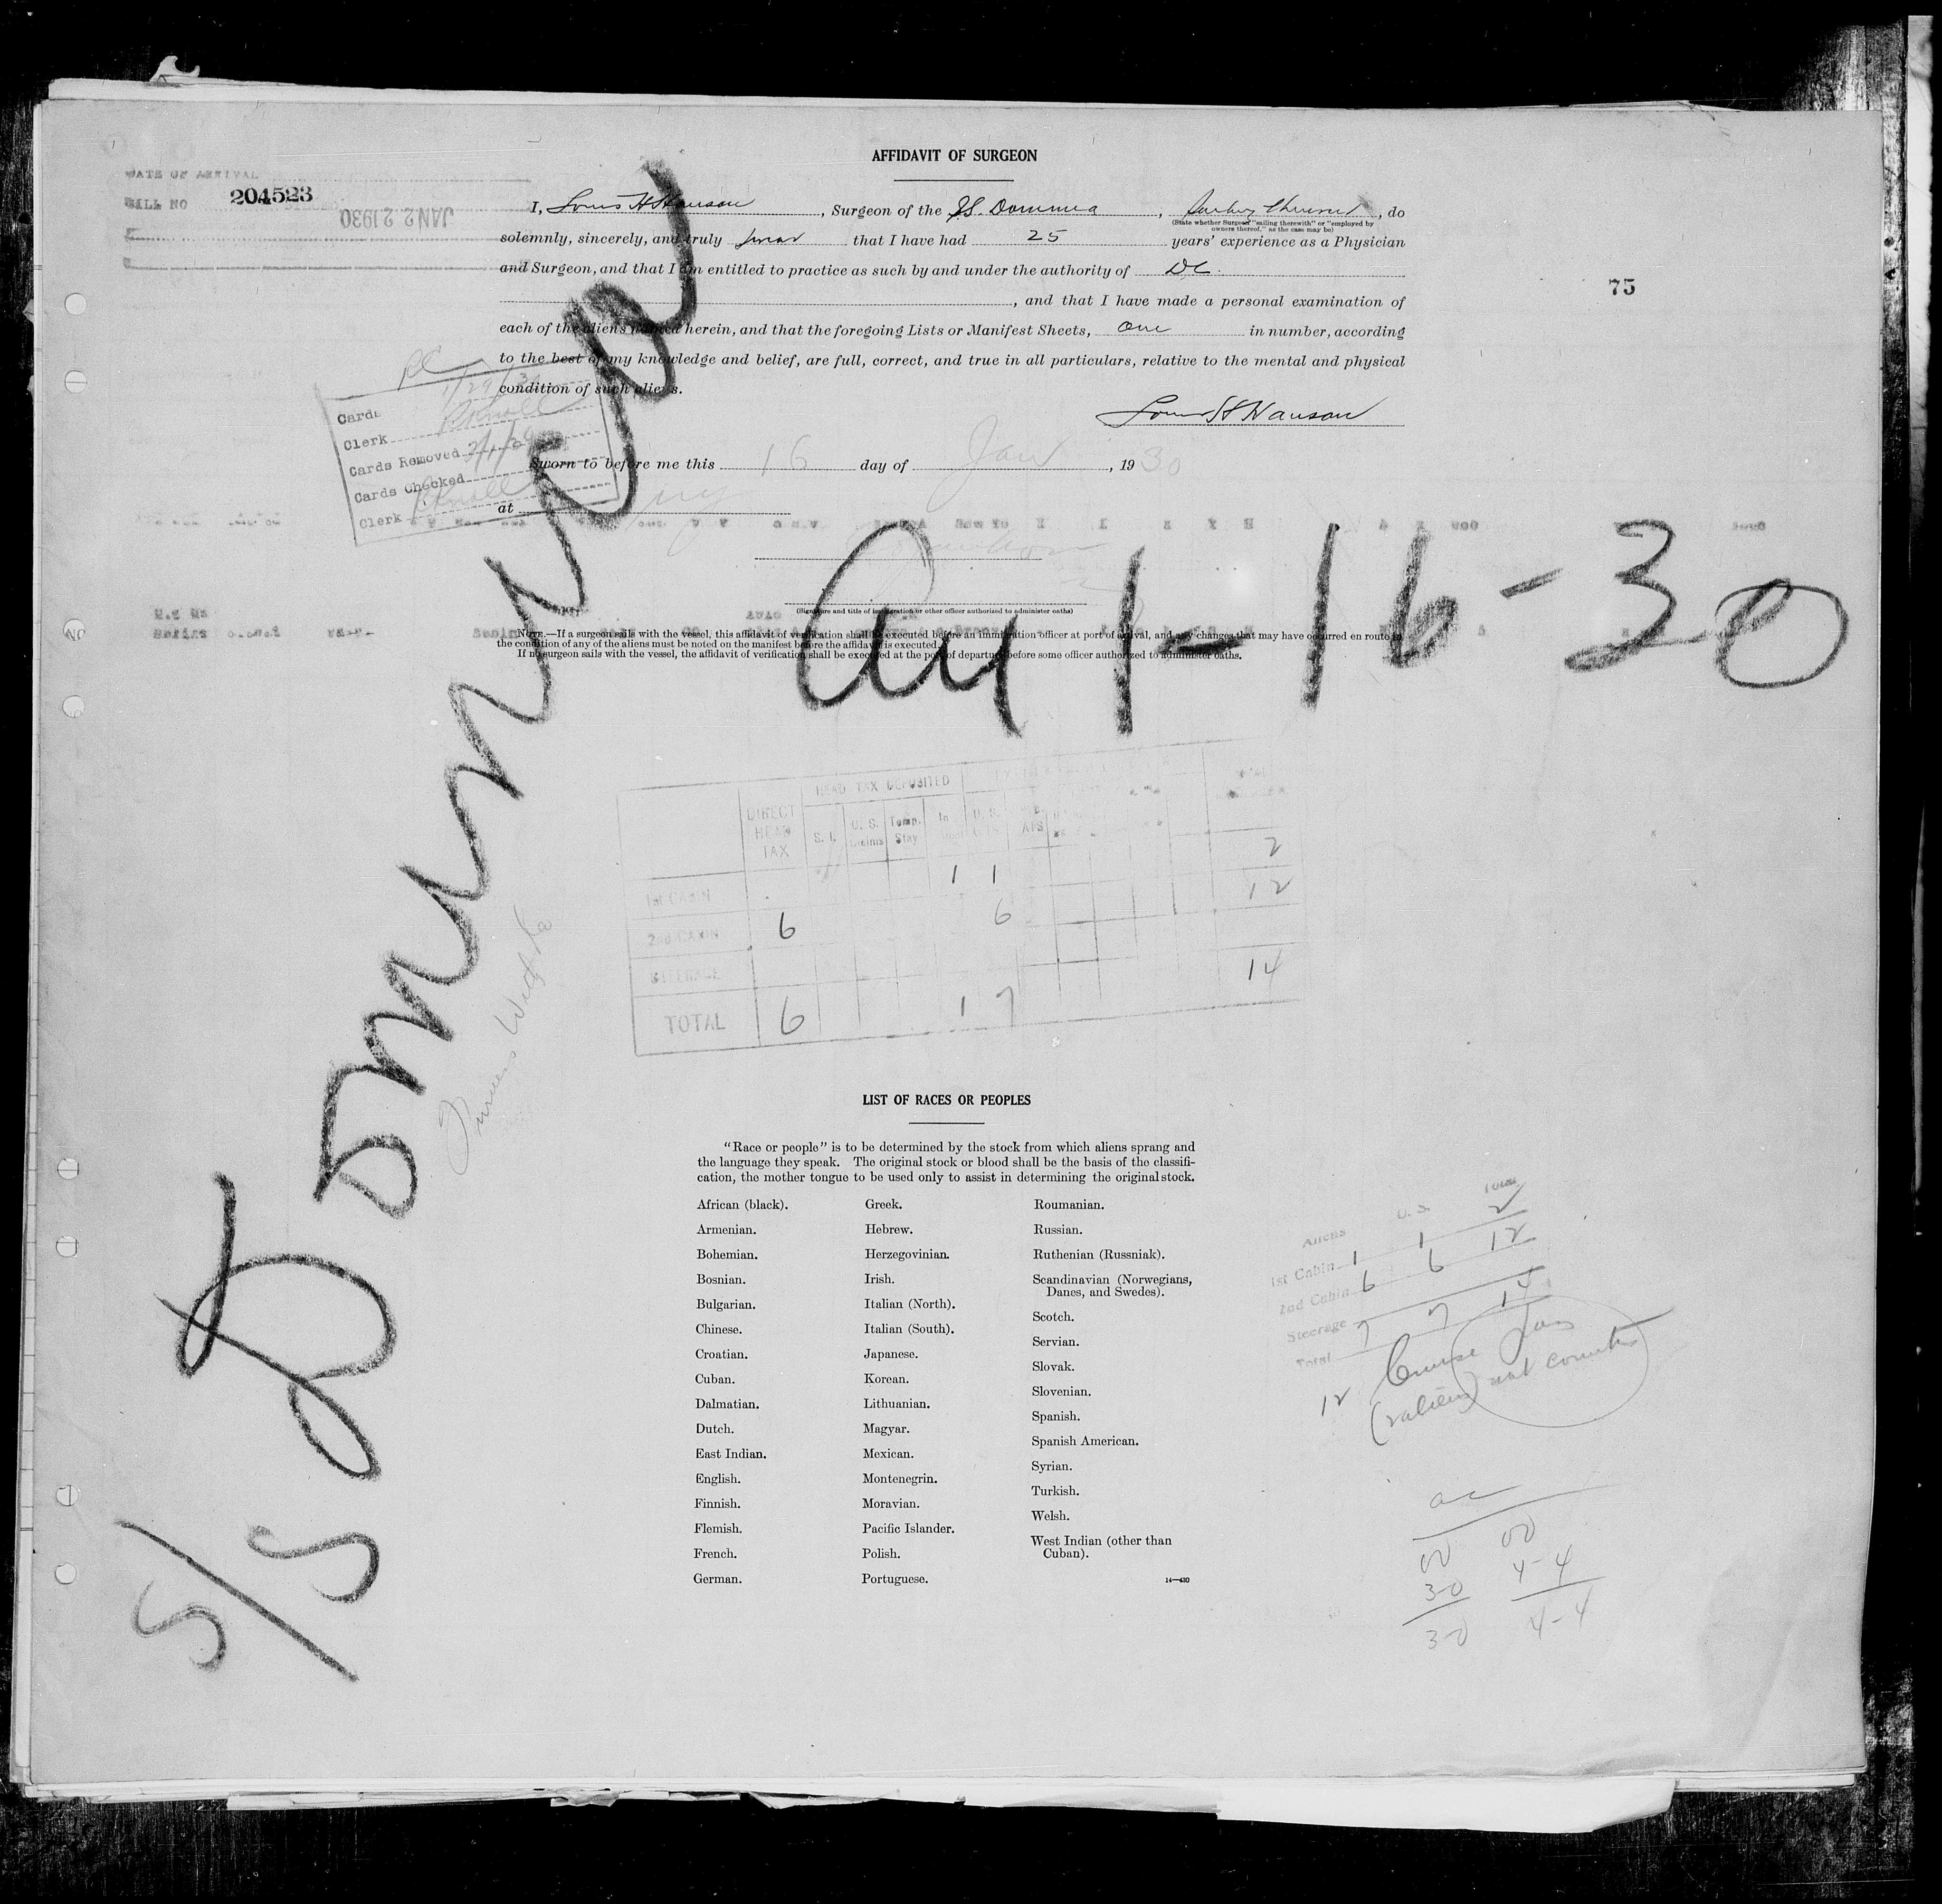 AFFIDAVIT OF SURGEON
DATE OF ARRIVAL
BILL NO 204523
JAN 22 1930
I, Louis H Hanson, Surgeon of the SS. Dominica, do
(State whether Surgeon "sailing therewith" or "employed by owners thereof," as the case may be)
solemnly, sincerely, and truly swear that I have had 25 years' experience as a Physician
and Surgeon, and that I am entitled to practice as such by and under the authority of DC.
, and that I have made a personal examination of
75
each of the aliens named herein, and that the foregoing Lists or Manifest Sheets, one in number, according
to the best of my knowledge and belief, are full, correct, and true in all particulars, relative to the mental and physical
condition of such aliens.
Louis H Hanson
Cards
Clerk
Cards Removed
Cards Checked
Clerk
Sworn to before me this 16 day of Jan, 1930
at NY
(Signature and title of immigration or other officer authorized to administer oaths)
NOTE.—If a surgeon sails with the vessel, this affidavit of verification shall be executed before an immigration officer at port of arrival, and any changes that may have occurred en route in
the condition of any of the aliens must be noted on the manifest before the affidavit is executed.
If no surgeon sails with the vessel, the affidavit of verification shall be executed at the port of departure before some officer authorized to administer oaths.
S/S Dominica
Arr 1-16-30
Furness Withy Co
HEAD TAX DEPOSITED
DIRECT HEAD TAX S. I. U. S. Claims Temp. Stay In
1st CABIN 1 1 2
2nd CABIN 6 6 12
STEERAGE
TOTAL 6 1 7 14
LIST OF RACES OR PEOPLES
"Race or people" is to be determined by the stock from which aliens sprang and
the language they speak. The original stock or blood shall be the basis of the classifi-
cation, the mother tongue to be used only to assist in determining the original stock.
African (black).
Armenian.
Bohemian.
Bosnian.
Bulgarian.
Chinese.
Croatian.
Cuban.
Dalmatian.
Dutch.
East Indian.
English.
Finnish.
Flemish.
French.
German.
Greek.
Hebrew.
Herzegovinian.
Irish.
Italian (North).
Italian (South).
Japanese.
Korean.
Lithuanian.
Magyar.
Mexican.
Montenegrin.
Moravian.
Pacific Islander.
Polish.
Portuguese.
Roumanian.
Russian.
Ruthenian (Russniak).
Scandinavian (Norwegians,
Danes, and Swedes).
Scotch.
Servian.
Slovak.
Slovenian.
Spanish.
Spanish American.
Syrian.
Turkish.
Welsh.
West Indian (other than
Cuban).
14—430
Aliens U. S. Total
1st Cabin 1 1 2
2nd Cabin 6 6 12
Steerage
Total 7 7 14
12 Cruise
not counted
30
4-4
30
4-4